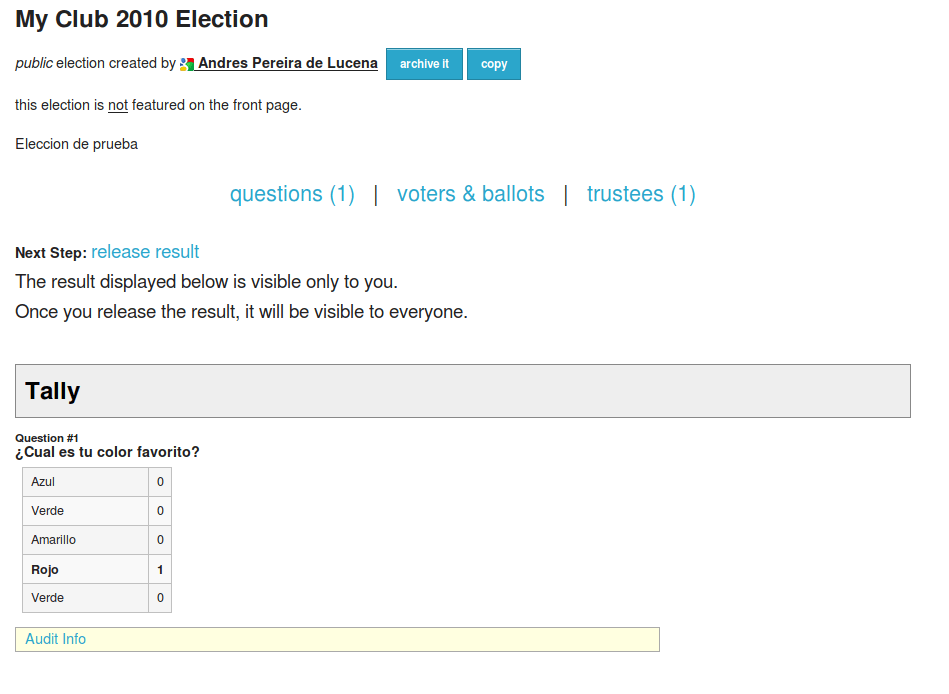 My Club 2010 Election
public election created by Andres Pereira de Lucena archive it copy
this election is not featured on the front page.
Eleccion de prueba
questions (1) | voters & ballots | trustees (1)
Next Step: release result
The result displayed below is visible only to you.
Once you release the result, it will be visible to everyone.
Tally
Question #1
¿Cual es tu color favorito?
Azul 0
Verde 0
Amarillo 0
Rojo 1
Verde 0
Audit Info